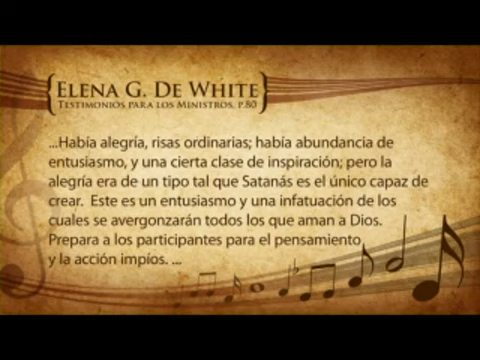 {ELENA G. DE WHITE}
TESTIMONIOS PARA LOS MINISTROS, P.80
...Había alegría, risas ordinarias; había abundancia de
entusiasmo, y una cierta clase de inspiración; pero la
alegría era de un tipo tal que Satanás es el único capaz de
crear. Este es un entusiasmo y una infatuación de los
cuales se avergonzarán todos los que aman a Dios.
Prepara a los participantes para el pensamiento
y la acción impíos. ...